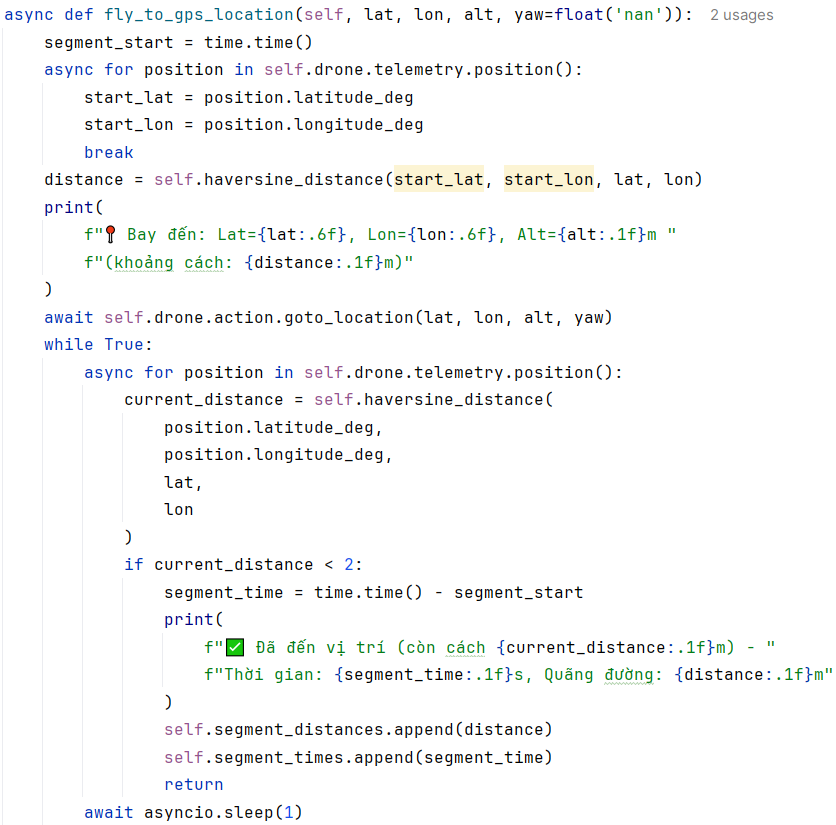 async def fly_to_gps_location(self, lat, lon, alt, yaw=float('nan')): 2 usages
    segment_start = time.time()
    async for position in self.drone.telemetry.position():
        start_lat = position.latitude_deg
        start_lon = position.longitude_deg
        break
    distance = self.haversine_distance(start_lat, start_lon, lat, lon)
    print(
        f"📍 Bay đến: Lat={lat:.6f}, Lon={lon:.6f}, Alt={alt:.1f}m "
        f"(khoảng cách: {distance:.1f}m)"
    )
    await self.drone.action.goto_location(lat, lon, alt, yaw)
    while True:
        async for position in self.drone.telemetry.position():
            current_distance = self.haversine_distance(
                position.latitude_deg,
                position.longitude_deg,
                lat,
                lon
            )
            if current_distance < 2:
                segment_time = time.time() - segment_start
                print(
                    f"✅ Đã đến vị trí (còn cách {current_distance:.1f}m) - "
                    f"Thời gian: {segment_time:.1f}s, Quãng đường: {distance:.1f}m"
                )
                self.segment_distances.append(distance)
                self.segment_times.append(segment_time)
                return
        await asyncio.sleep(1)